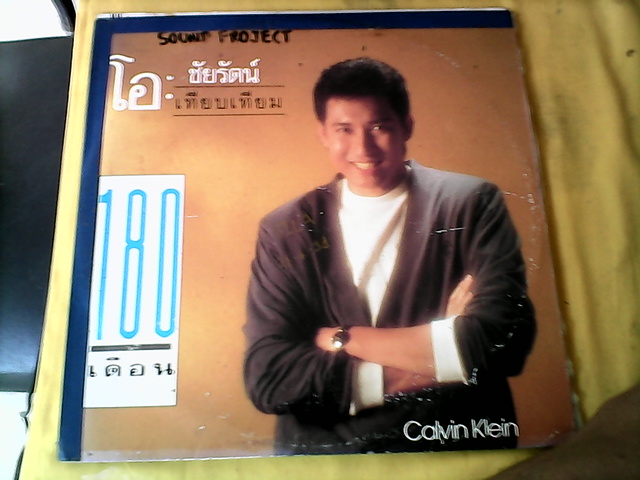 SOUND PROJECT
โอ:
ชัยรัตน์
เทียบเทียม
180
เดือน
Calvin Klein